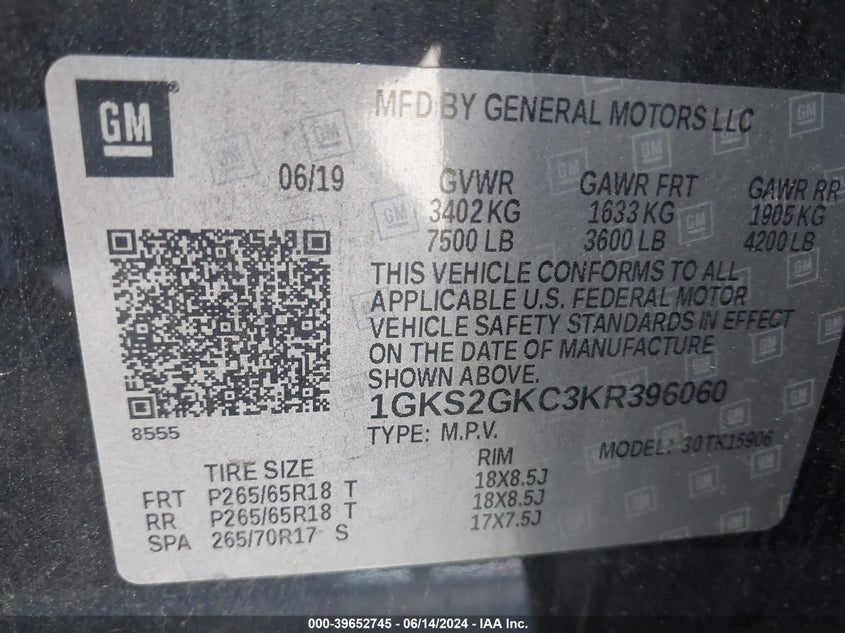 GM
MFD BY GENERAL MOTORS LLC
06/19
GVWR GAWR FRT GAWR RR
3402 KG 1633 KG 1905 KG
7500 LB 3600 LB 4200 LB
THIS VEHICLE CONFORMS TO ALL
APPLICABLE U.S. FEDERAL MOTOR
VEHICLE SAFETY STANDARDS IN EFFECT
ON THE DATE OF MANUFACTURE
SHOWN ABOVE.
1GKS2GKC3KR396060
8555
TYPE: M.P.V. MODEL: 30TK15906
TIRE SIZE RIM
FRT P265/65R18 T 18X8.5J
RR P265/65R18 T 18X8.5J
SPA 265/70R17 S 17X7.5J
000-39652745 - 06/14/2024 - IAA Inc.